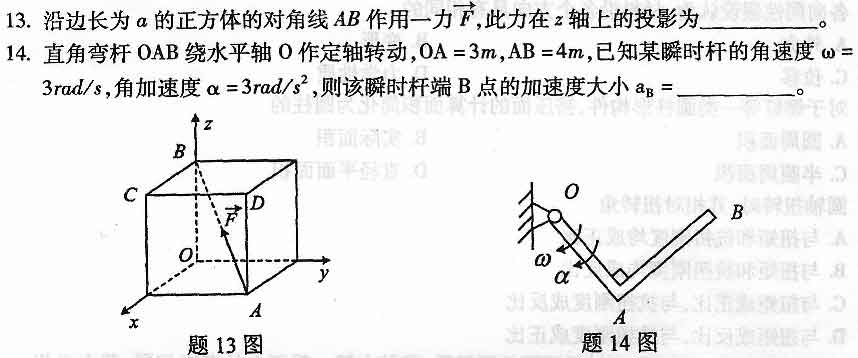 13. 沿边长为 a 的正方体的对角线 AB 作用一力 F⃗,此力在 z 轴上的投影为________。
14. 直角弯杆 OAB 绕水平轴 O 作定轴转动,OA=3m,AB=4m,已知某瞬时杆的角速度 ω=
3rad/s,角加速度 α=3rad/s²,则该瞬时杆端 B 点的加速度大小 aB=________。
z
B
C
D
F⃗
O
y
A
x
题 13 图
O
B
ω
α
A
题 14 图